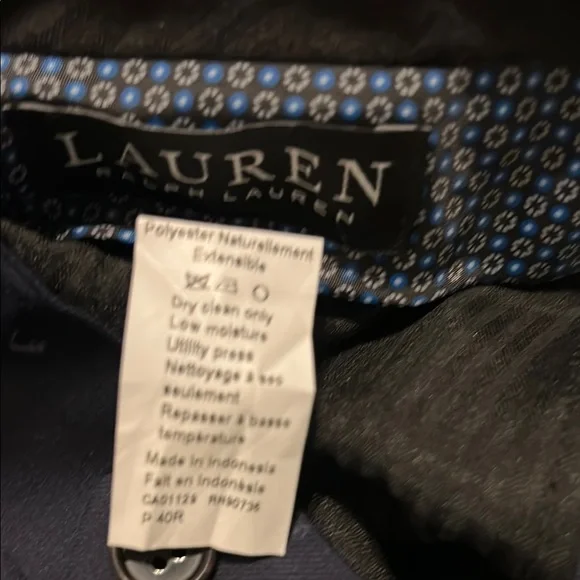 LAUREN
RALPH LAUREN
Polyester Naturellement
Extensible
Dry clean only
Low moisture
Utility press
Nettoyage à sec
seulement
Repasser à basse
température
Made in Indonesia
Fait en Indonésie
CA01129 RN90736
P 40R